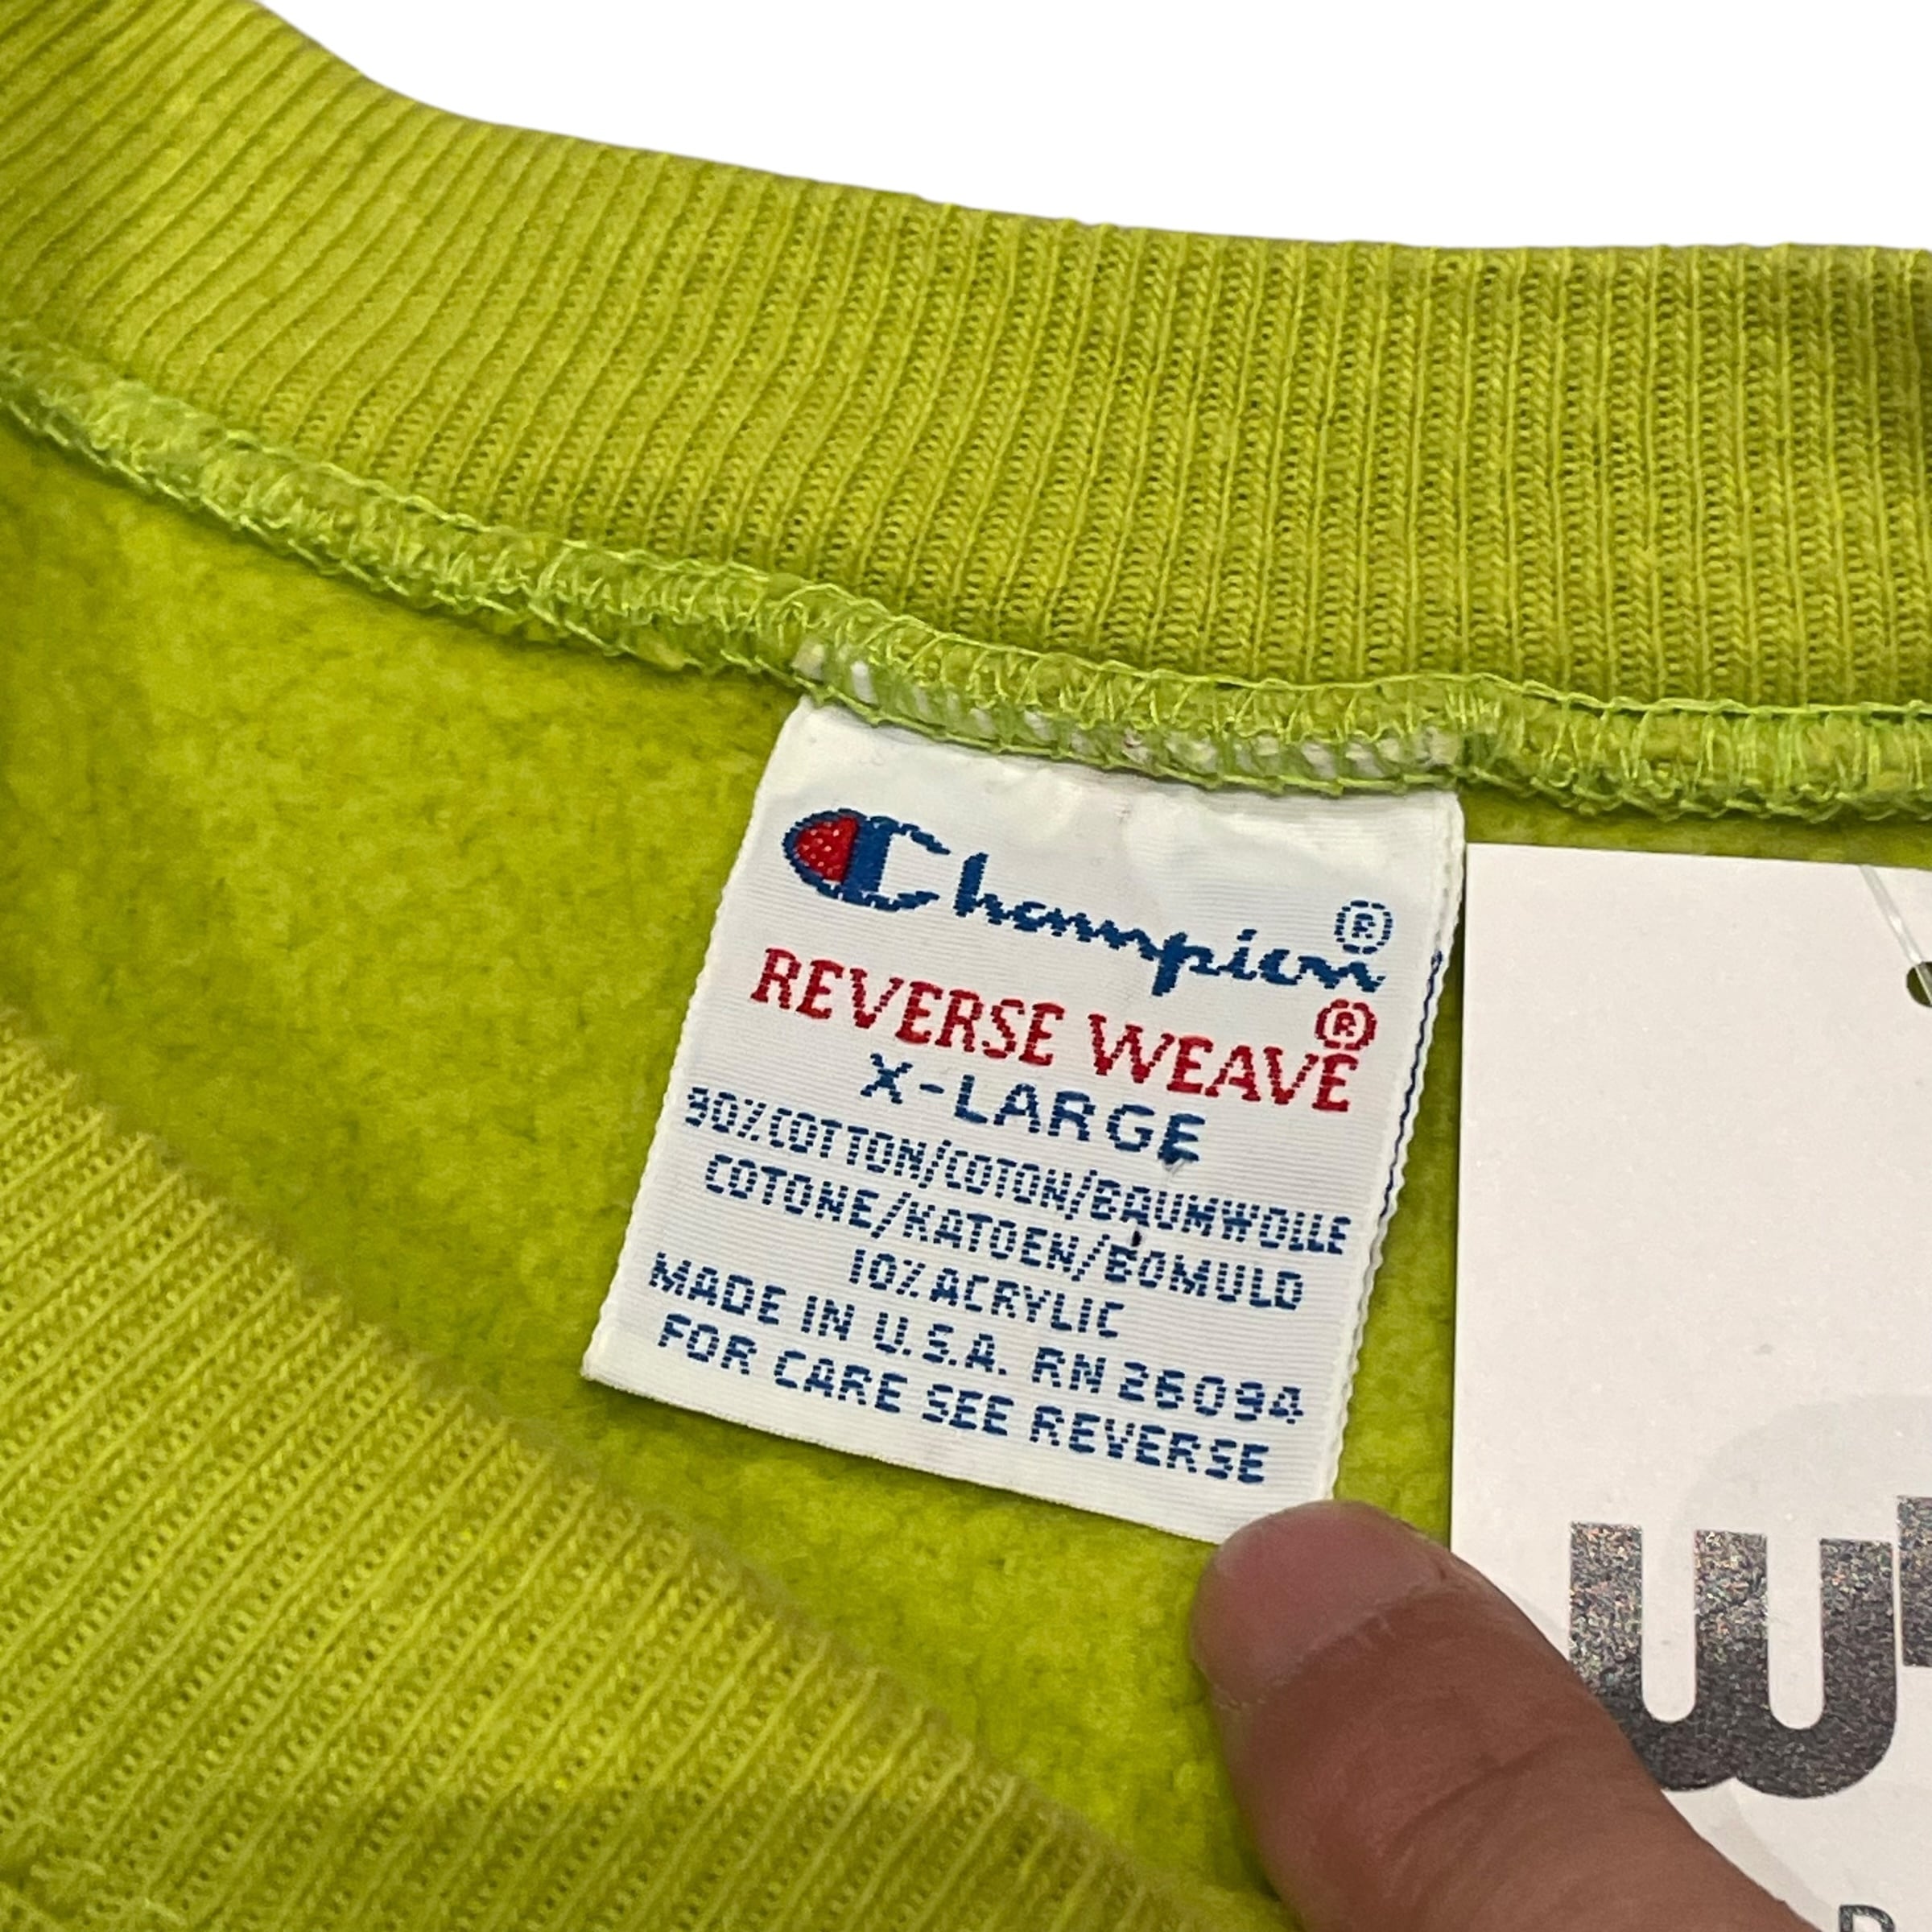 Champion®
REVERSE WEAVE®
X-LARGE
90% COTTON/COTON/BAUMWOLLE
COTONE/KATOEN/BOMULD
10% ACRYLIC
MADE IN U.S.A. RN 26094
FOR CARE SEE REVERSE